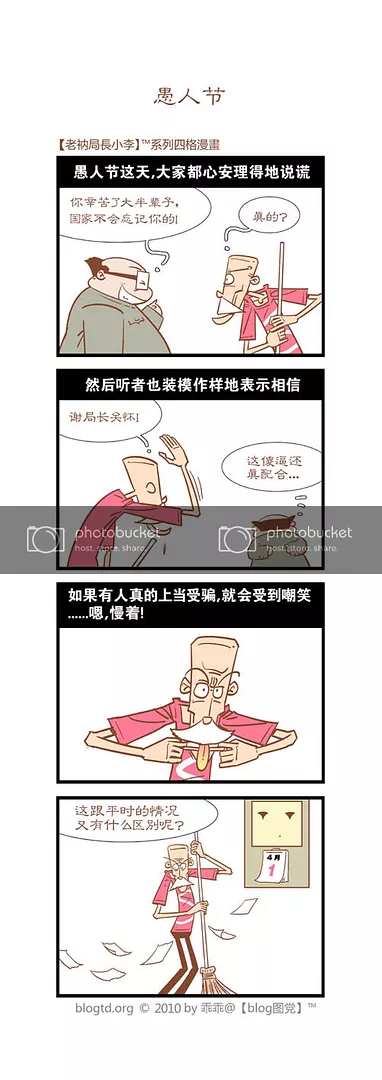 愚人节
【老衲局長小李】™系列四格漫畫
愚人节这天,大家都心安理得地说谎
你辛苦了大半辈子,
国家不会忘记你的!
真的?
然后听者也装模作样地表示相信
谢局长关怀!
这傻逼还
真配合...
photobucket
host. store. share.
photobucket
host. store. share.
如果有人真的上当受骗,就会受到嘲笑
......嗯,慢着!
这跟平时的情况
又有什么区别呢?
4月
1
blogtd.org © 2010 by 乖乖@【blog图党】™